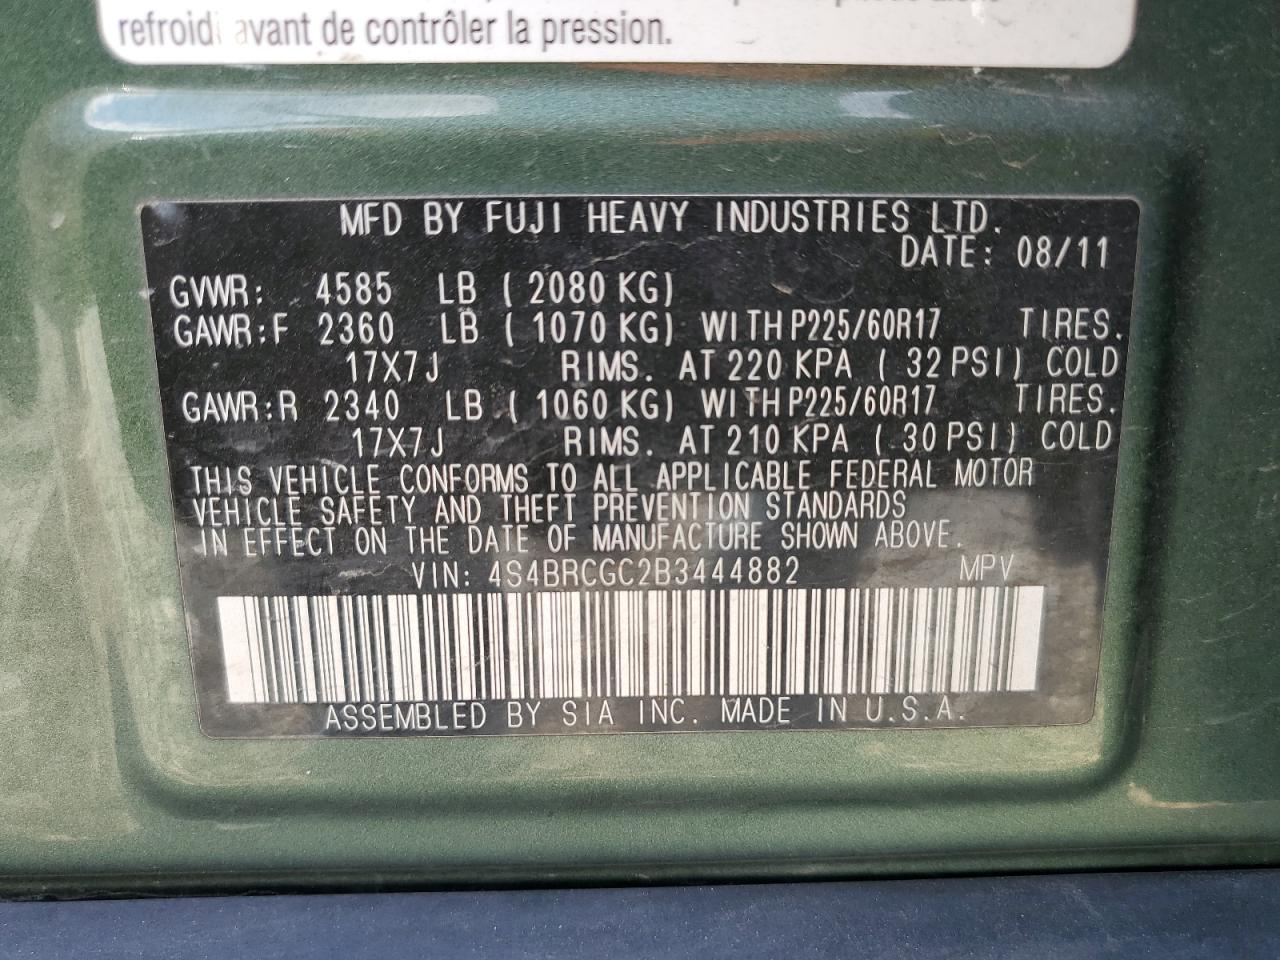 refroidi avant de contrôler la pression.
MFD BY FUJI HEAVY INDUSTRIES LTD.
DATE: 08/11
GVWR: 4585 LB ( 2080 KG)
GAWR:F 2360 LB ( 1070 KG) WITH P225/60R17 TIRES.
17X7J RIMS. AT 220 KPA ( 32 PSI) COLD
GAWR:R 2340 LB ( 1060 KG) WITH P225/60R17 TIRES.
17X7J RIMS. AT 210 KPA ( 30 PSI) COLD
THIS VEHICLE CONFORMS TO ALL APPLICABLE FEDERAL MOTOR
VEHICLE SAFETY AND THEFT PREVENTION STANDARDS
IN EFFECT ON THE DATE OF MANUFACTURE SHOWN ABOVE.
VIN: 4S4BRCGC2B3444882 MPV
ASSEMBLED BY SIA INC. MADE IN U.S.A.